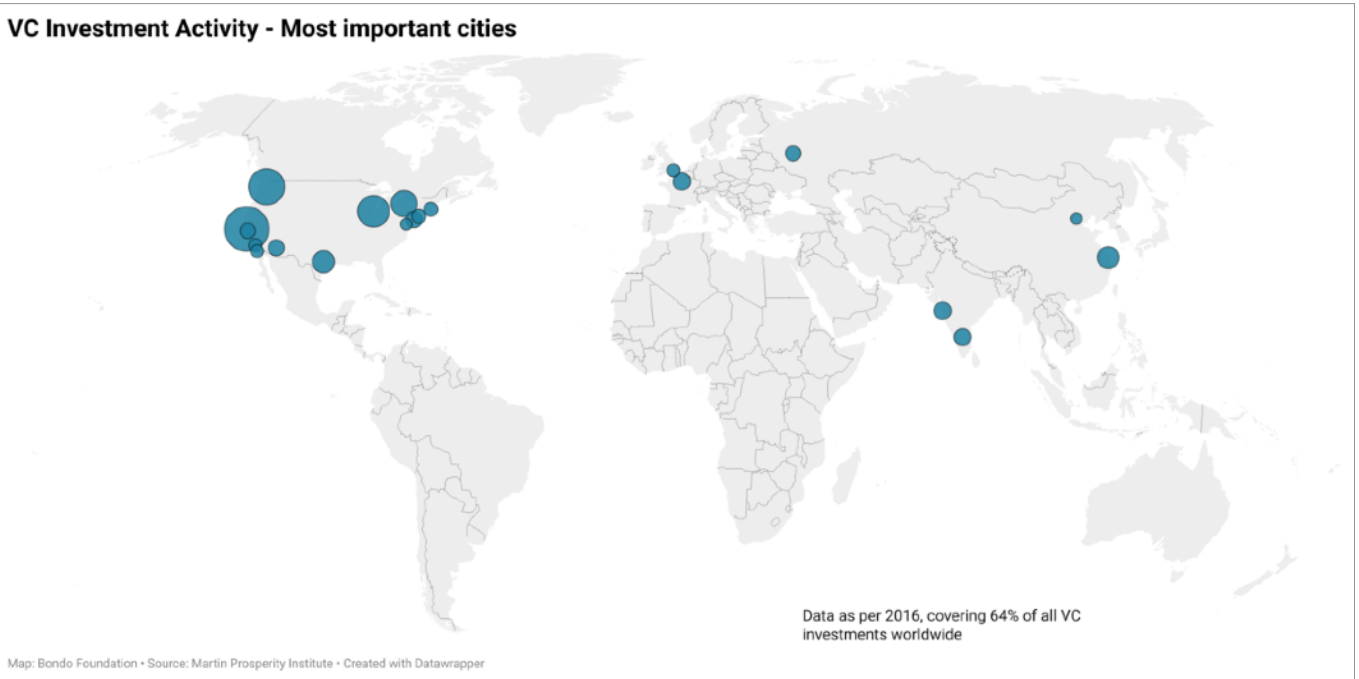 VC Investment Activity - Most important cities
Data as per 2016, covering 64% of all VC
investments worldwide
Map: Bondo Foundation • Source: Martin Prosperity Institute • Created with Datawrapper